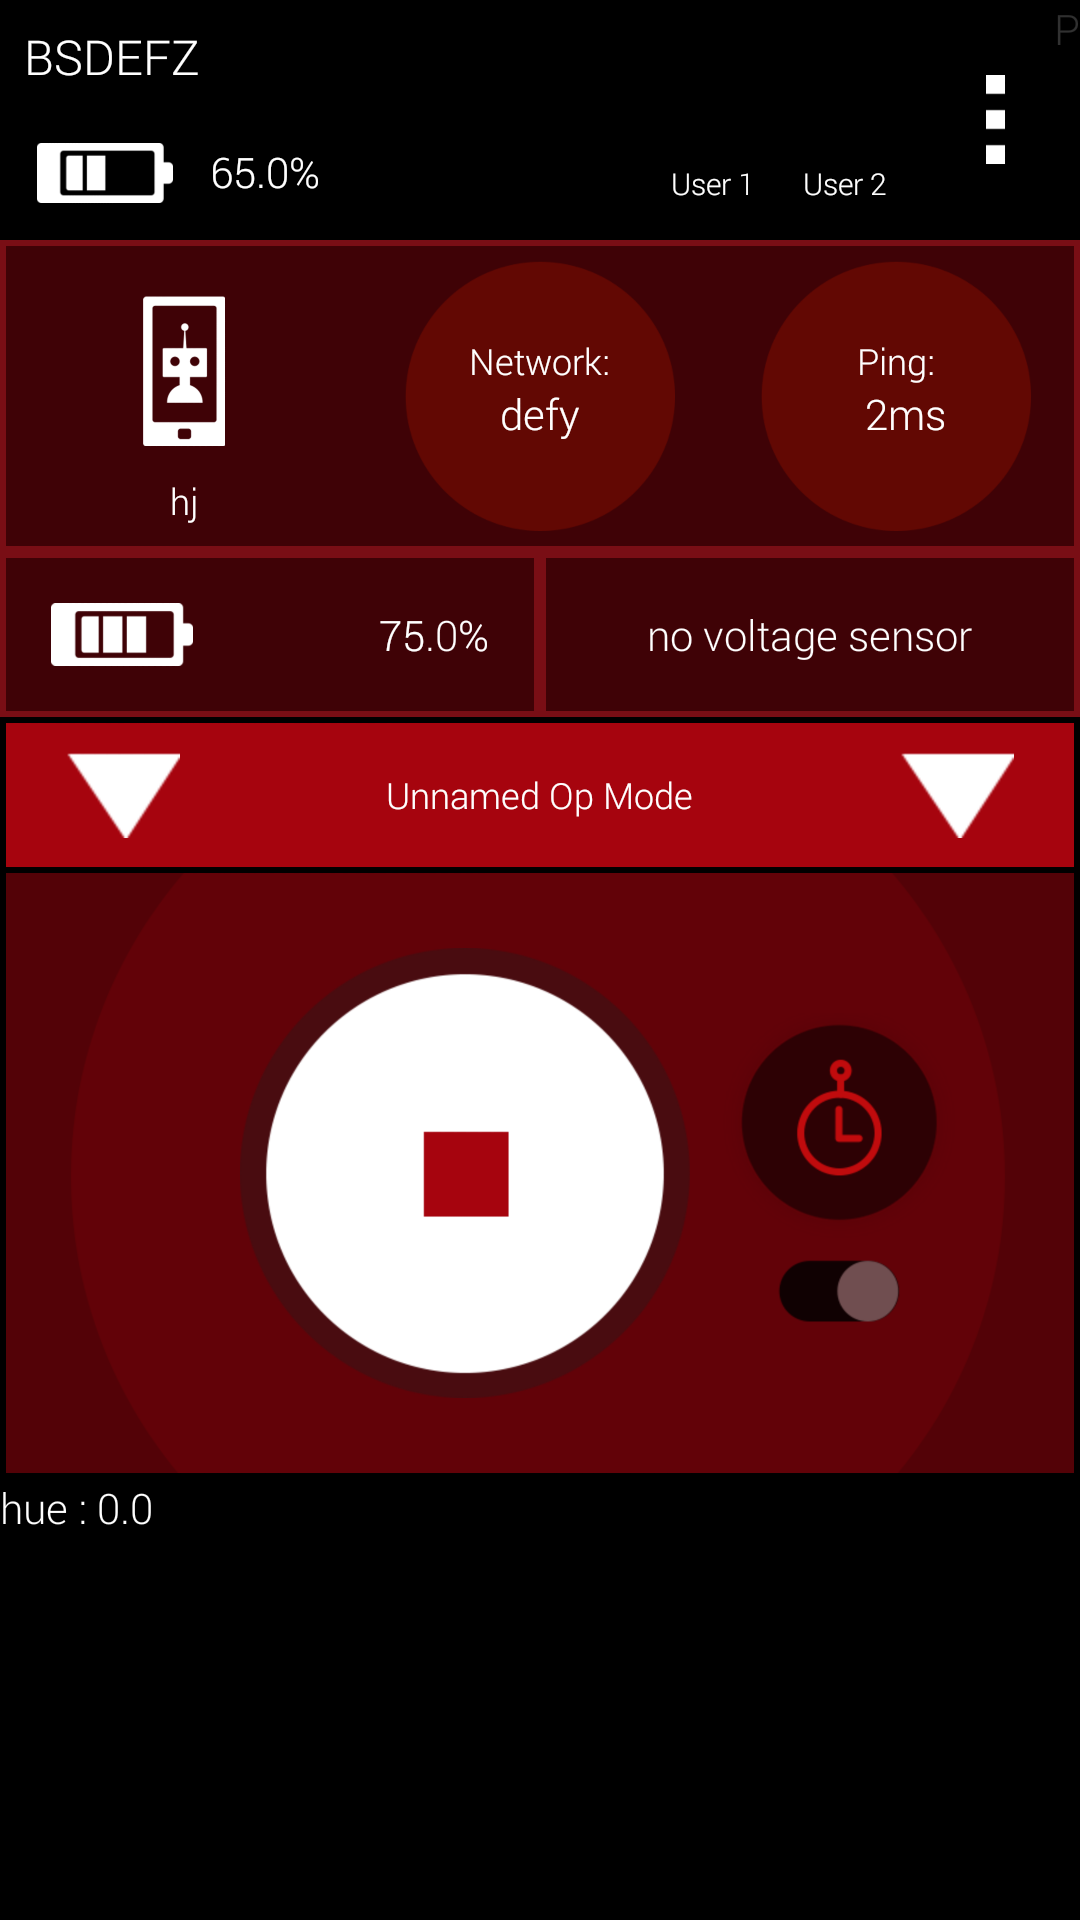 P
BSDEFZ
65.0%
User 1 User 2
Network:
defy
Ping:
2ms
hj
75.0%
no voltage sensor
Unnamed Op Mode
hue : 0.0